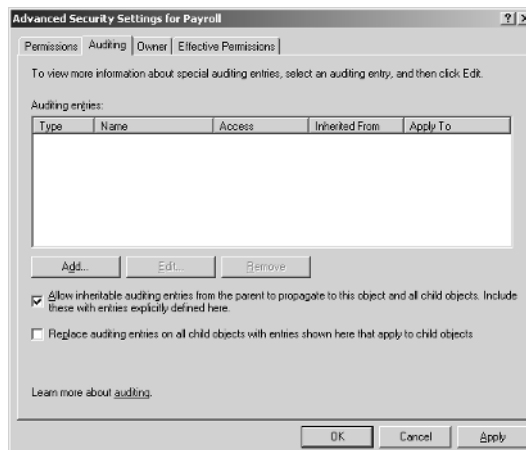 Advanced Security Settings for Payroll
Permissions Auditing Owner Effective Permissions
To view more information about special auditing entries, select an auditing entry, and then click Edit.
Auditing entries:
Type Name Access Inherited From Apply To
Add... Edit... Remove
Allow inheritable auditing entries from the parent to propagate to this object and all child objects. Include
these with entries explicitly defined here.
Replace auditing entries on all child objects with entries shown here that apply to child objects
Learn more about auditing.
OK Cancel Apply